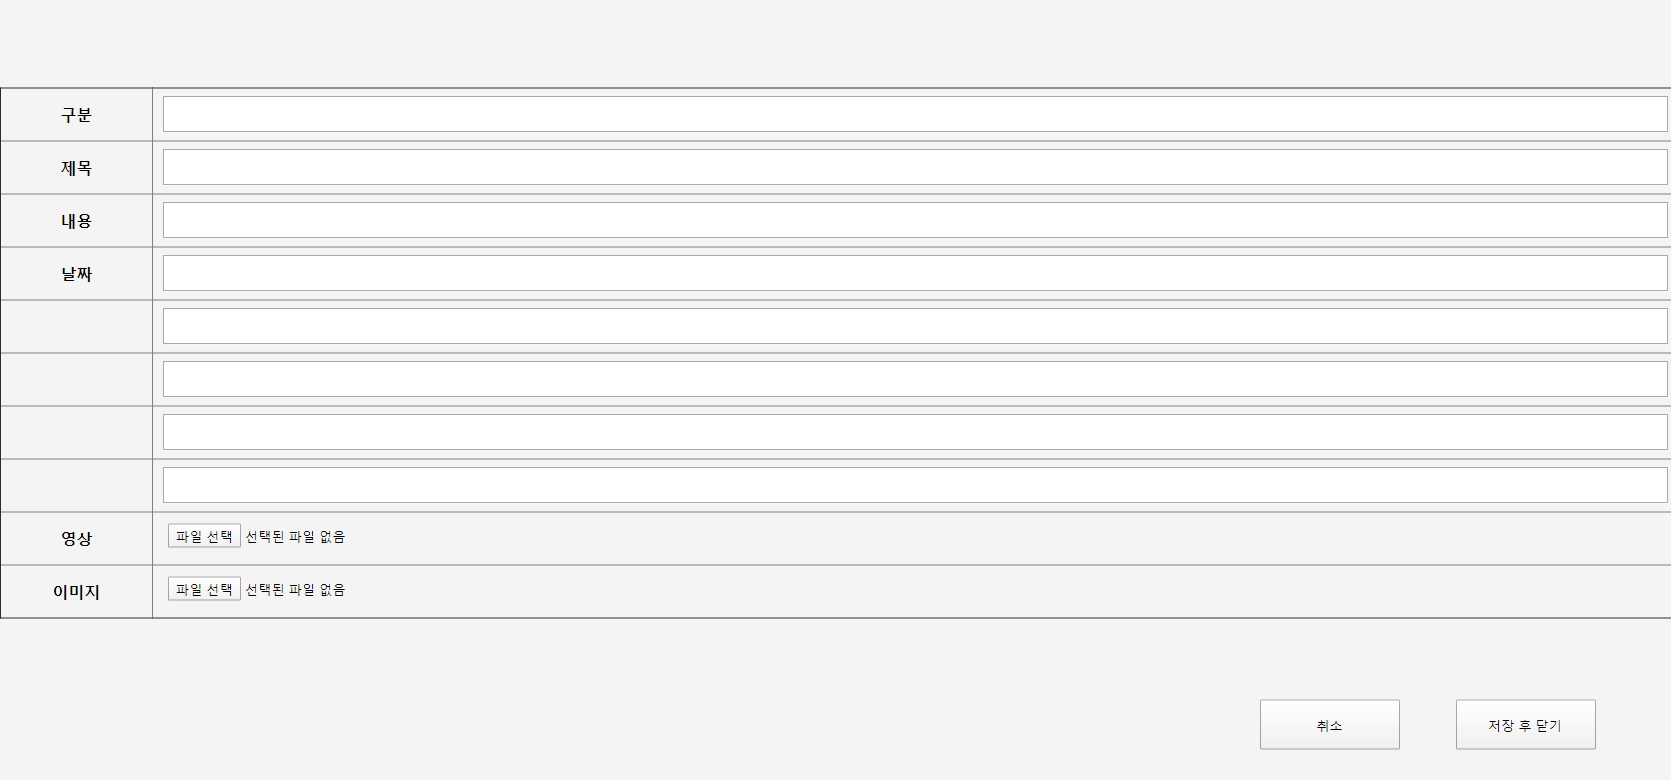 구분
제목
내용
날짜
영상 파일 선택 선택된 파일 없음
이미지 파일 선택 선택된 파일 없음
취소 저장 후 닫기